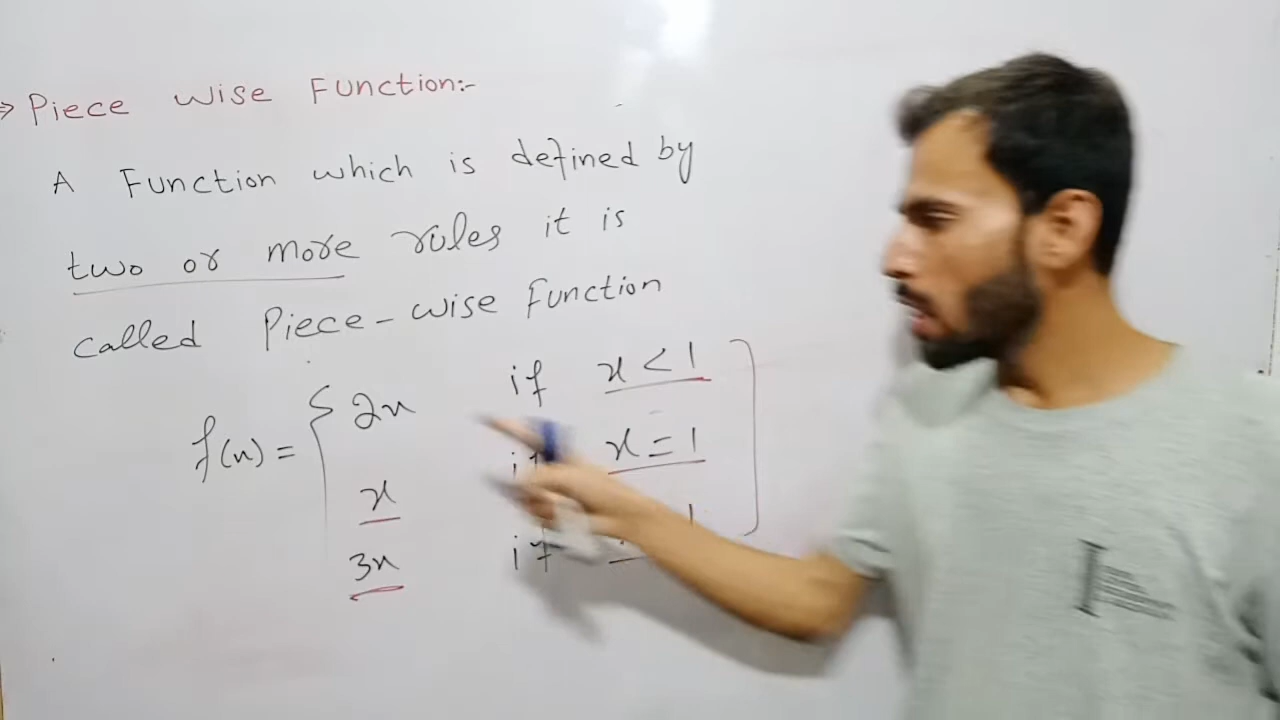 → Piece wise Function:-
A Function which is defined by
two or more rules it is
called Piece-wise Function
f(x) = { 2x if x < 1
x if x = 1
3x if 1